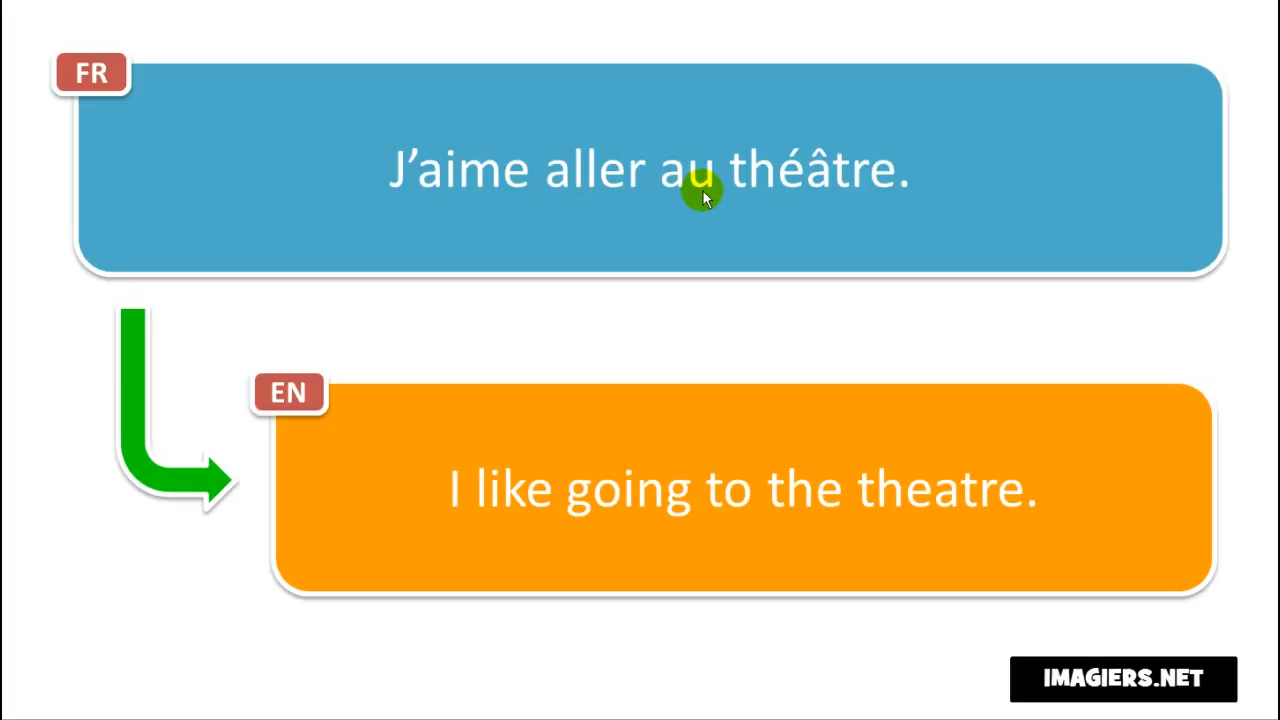 FR
J’aime aller au théâtre.
EN
I like going to the theatre.
IMAGIERS.NET